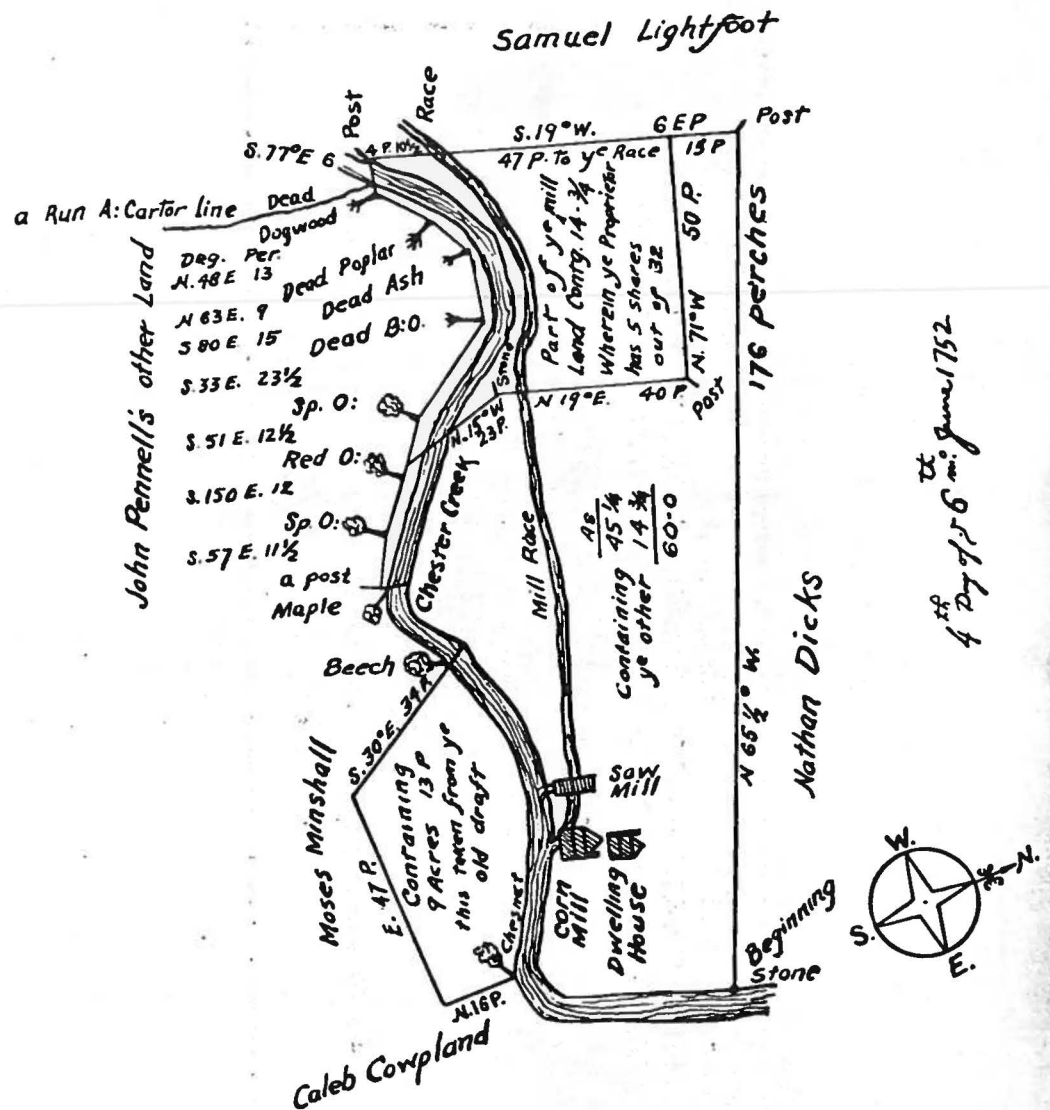 Samuel Lightfoot
Post
Race
S. 19° W.
6 E P
Post
S. 77° E 6
4 P. 10½
47 P. to ye Race
13 P
a Run A: Cartor line
Dead
Dogwood
John Pennell's other Land
Deg. Per.
N. 48 E 13
N 63 E. 9
S 80 E. 15
S. 33 E. 23½
S. 51 E. 12½
S. 150 E. 12
S. 57 E. 11½
Dead Poplar
Dead Ash
Dead B:O.
Sp. O:
Red O:
Sp. O:
a post
Maple
Beech
Part of ye mill
Land Contg. 14-¾
Wherein ye Proprietor
has 5 shares
out of 32
N. 71° W 50 P.
176 perches
N 19° E. 40 P.
Post
N. 15° W
23 P.
Chester Creek
Mill Race
As
Containing 45 ¼
ye other 14 ¾
60-0
N 65 ½° W.
Nathan Dicks
4th Day of ye 6th mo. June 1752
Moses Minshall
S. 30° E. 34 P.
E. 47 P.
Containing
9 Acres 13 P
this taken from ye
old draft
Chesnet
N. 16 P.
Caleb Cowpland
Saw
Mill
Corn
Mill
Dwelling
House
Beginning
Stone
W.
N.
S.
E.